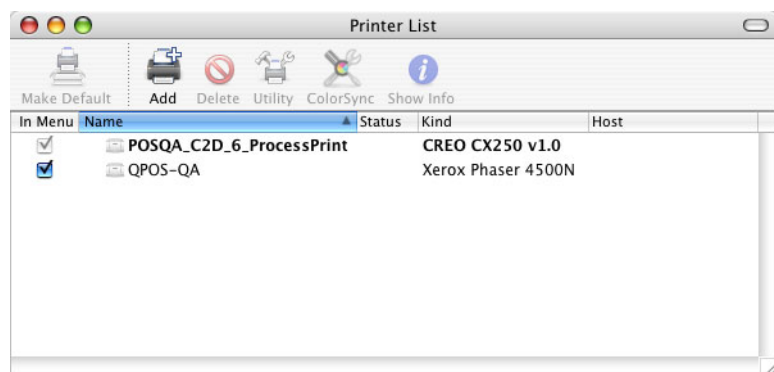 Printer List
Make Default Add Delete Utility ColorSync Show Info
In Menu Name Status Kind Host
POSQA_C2D_6_ProcessPrint CREO CX250 v1.0
QPOS-QA Xerox Phaser 4500N